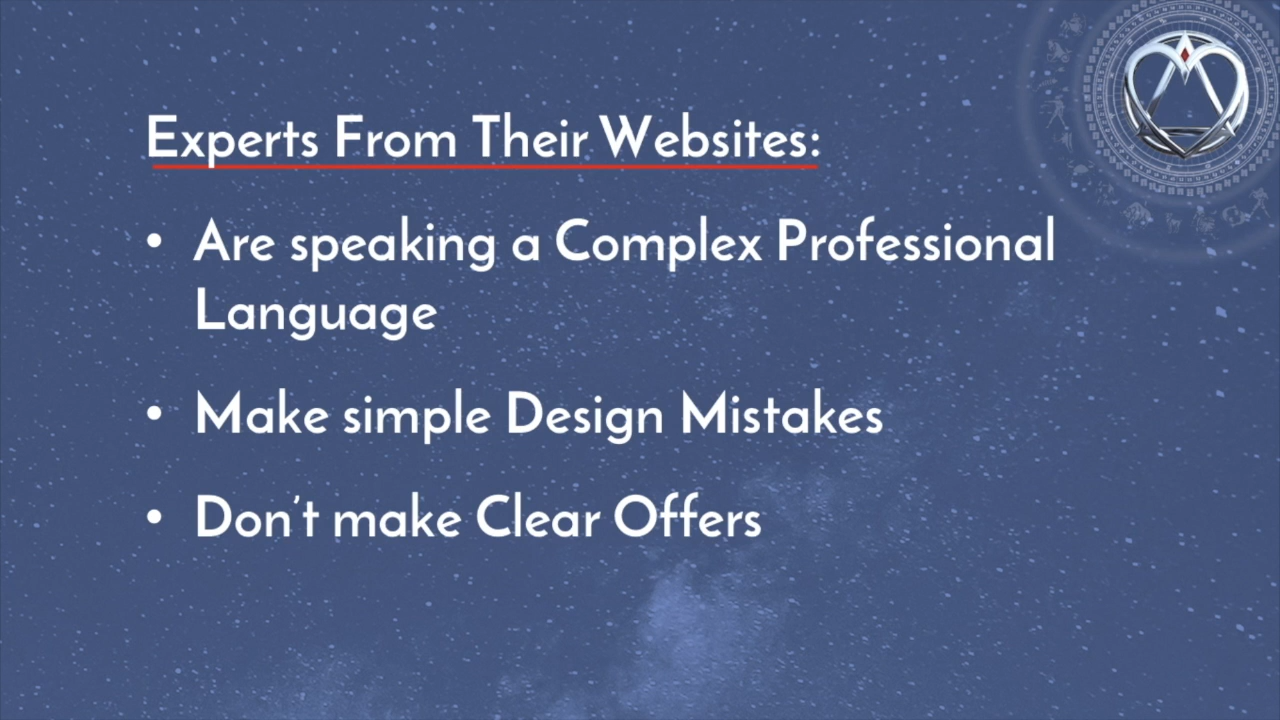 Experts From Their Websites:
• Are speaking a Complex Professional
Language
• Make simple Design Mistakes
• Don’t make Clear Offers